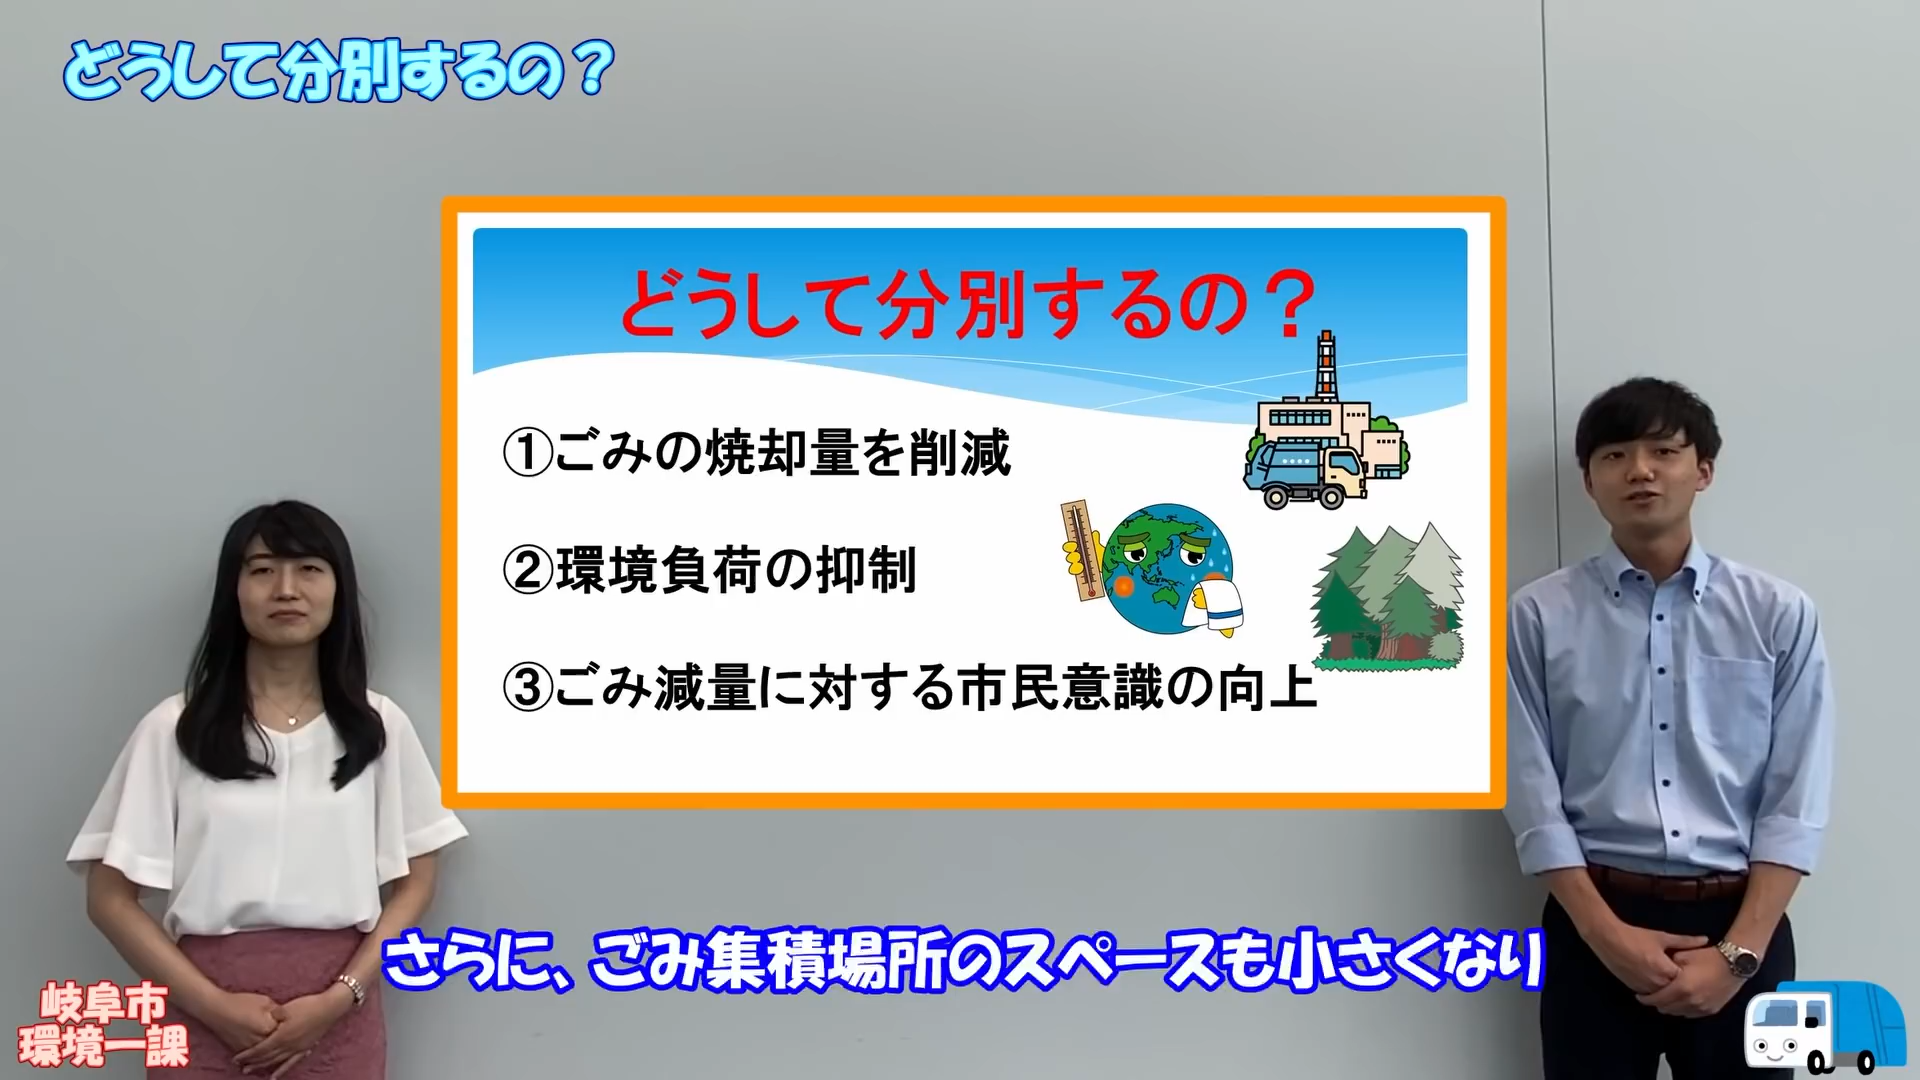 どうして分別するの？
どうして分別するの？
①ごみの焼却量を削減
②環境負荷の抑制
③ごみ減量に対する市民意識の向上
さらに、ごみ集積場所のスペースも小さくなり
岐阜市
環境一課